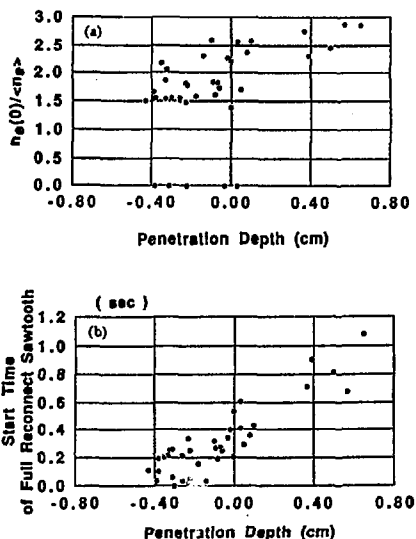 3.0
(a)
2.5
2.0
1.5
1.0
0.5
0.0
nₑ(0)/<nₑ>
-0.80 -0.40 0.00 0.40 0.80
Penetration Depth (cm)
( sec )
1.2
(b)
1.0
0.8
0.6
0.4
0.2
0
Start Time
of Full Reconnect Sawtooth
-0.80 -0.40 0.00 0.40 0.80
Penetration Depth (cm)